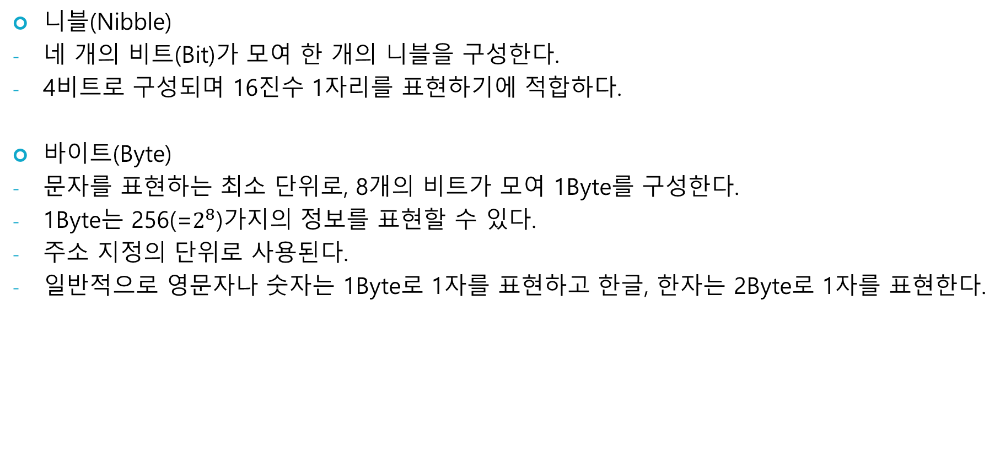 니블(Nibble)
- 네 개의 비트(Bit)가 모여 한 개의 니블을 구성한다.
- 4비트로 구성되며 16진수 1자리를 표현하기에 적합하다.
바이트(Byte)
- 문자를 표현하는 최소 단위로, 8개의 비트가 모여 1Byte를 구성한다.
- 1Byte는 256(=2⁸)가지의 정보를 표현할 수 있다.
- 주소 지정의 단위로 사용된다.
- 일반적으로 영문자나 숫자는 1Byte로 1자를 표현하고 한글, 한자는 2Byte로 1자를 표현한다.